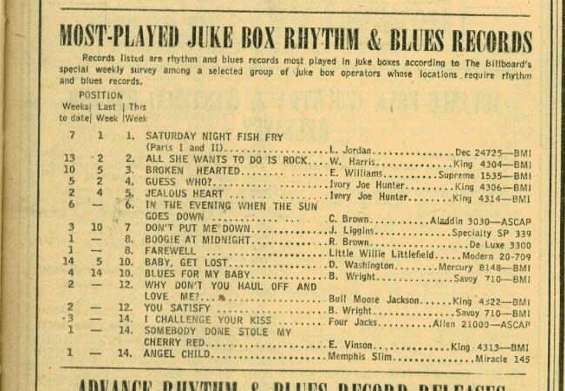 MOST-PLAYED JUKE BOX RHYTHM & BLUES RECORDS
Records listed are rhythm and blues records most played in juke boxes according to The Billboard's
special weekly survey among a selected group of juke box operators whose locations require rhythm
and blues records.
POSITION
Weeks| Last | This
to date| Week |Week
7 1 1. SATURDAY NIGHT FISH FRY
(Parts I and II)..........L. Jordan..........Dec 24725—BMI
13 2 2. ALL SHE WANTS TO DO IS ROCK...W. Harris..........King 4304—BMI
10 5 3. BROKEN HEARTED..........E. Williams..........Supreme 1535—BMI
5 2 4. GUESS WHO?..........Ivory Joe Hunter..........King 4306—BMI
2 4 5. JEALOUS HEART..........Ivory Joe Hunter..........King 4314—BMI
6 — 6. IN THE EVENING WHEN THE SUN
GOES DOWN..........C. Brown..........Aladdin 3030—ASCAP
3 10 7 DON'T PUT ME DOWN..........J. Liggins..........Specialty SP 339
1 — 8. BOOGIE AT MIDNIGHT..........R. Brown..........De Luxe 3300
1 — 8. FAREWELL..........Little Willie Littlefield..........Modern 20-709
14 5 10. BABY, GET LOST..........D. Washington..........Mercury 8148—BMI
4 14 10. BLUES FOR MY BABY..........B. Wright..........Savoy 710—BMI
2 — 12. WHY DON'T YOU HAUL OFF AND
LOVE ME?..........Bull Moose Jackson..........King 4322—BMI
2 — 12. YOU SATISFY..........B. Wright..........Savoy 710—BMI
3 — 14. I CHALLENGE YOUR KISS..........Four Jacks..........Allen 21000—ASCAP
1 — 14. SOMEBODY DONE STOLE MY
CHERRY RED..........E. Vinson..........King 4313—BMI
1 — 14. ANGEL CHILD..........Memphis Slim..........Miracle 145
ADVANCE RHYTHM & BLUES RECORD RELEASES